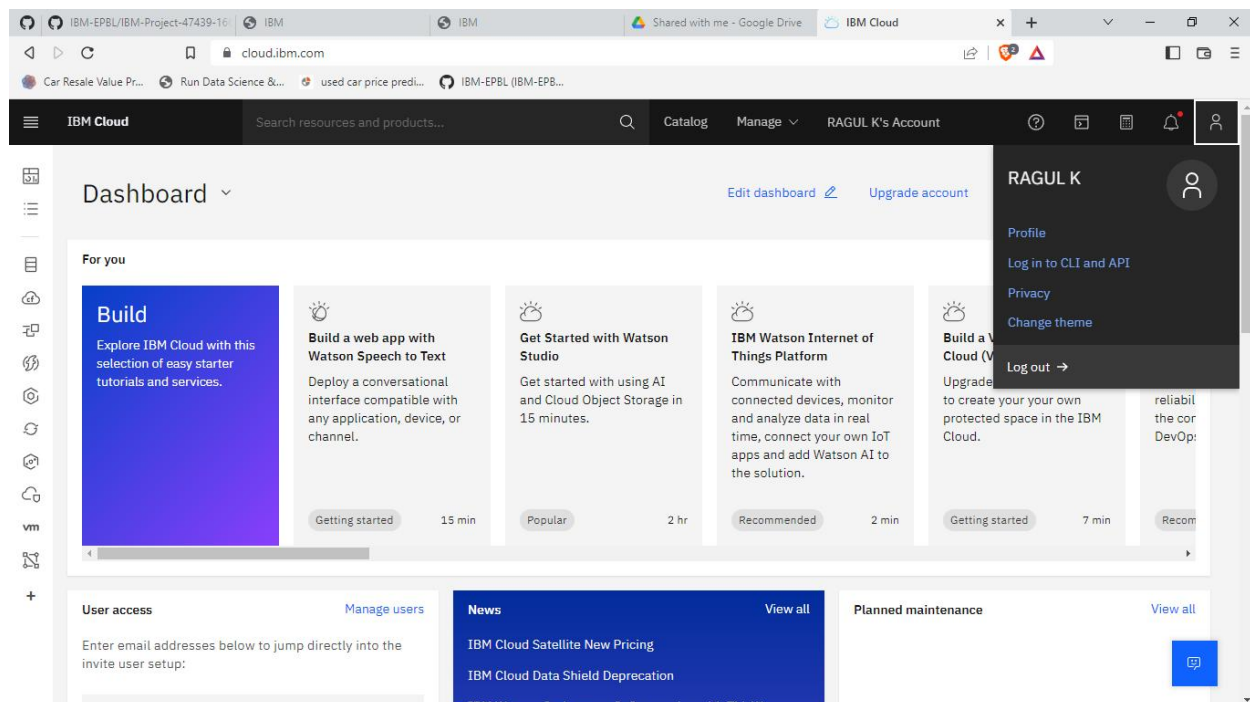 IBM-EPBL/IBM-Project-47439-16
IBM
IBM
Shared with me - Google Drive
IBM Cloud
cloud.ibm.com
2
Car Resale Value Pr...
Run Data Science &...
used car price predi...
IBM-EPBL (IBM-EPB...
IBM Cloud
Search resources and products...
Catalog
Manage
RAGUL K's Account
Dashboard
Edit dashboard
Upgrade account
RAGUL K
Profile
Log in to CLI and API
Privacy
Change theme
Log out →
For you
Build
Explore IBM Cloud with this
selection of easy starter
tutorials and services.
Build a web app with
Watson Speech to Text
Deploy a conversational
interface compatible with
any application, device, or
channel.
Getting started
15 min
Get Started with Watson
Studio
Get started with using AI
and Cloud Object Storage in
15 minutes.
Popular
2 hr
IBM Watson Internet of
Things Platform
Communicate with
connected devices, monitor
and analyze data in real
time, connect your own IoT
apps and add Watson AI to
the solution.
Recommended
2 min
Build a V
Cloud (V
Upgrade
to create your your own
protected space in the IBM
Cloud.
Getting started
7 min
reliabil
the cor
DevOps
Recom
cf
vm
User access
Manage users
Enter email addresses below to jump directly into the
invite user setup:
News
View all
IBM Cloud Satellite New Pricing
IBM Cloud Data Shield Deprecation
Planned maintenance
View all